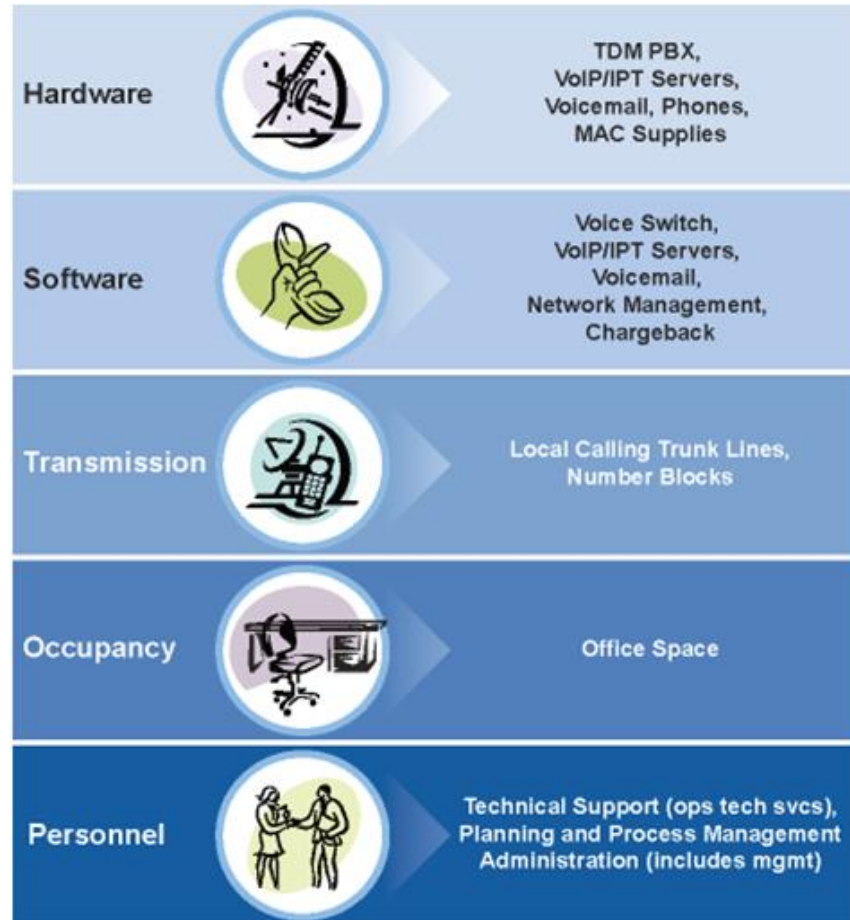 Hardware
TDM PBX,
VoIP/IPT Servers,
Voicemail, Phones,
MAC Supplies
Software
Voice Switch,
VoIP/IPT Servers,
Voicemail,
Network Management,
Chargeback
Transmission
Local Calling Trunk Lines,
Number Blocks
Occupancy
Office Space
Personnel
Technical Support (ops tech svcs),
Planning and Process Management
Administration (includes mgmt)